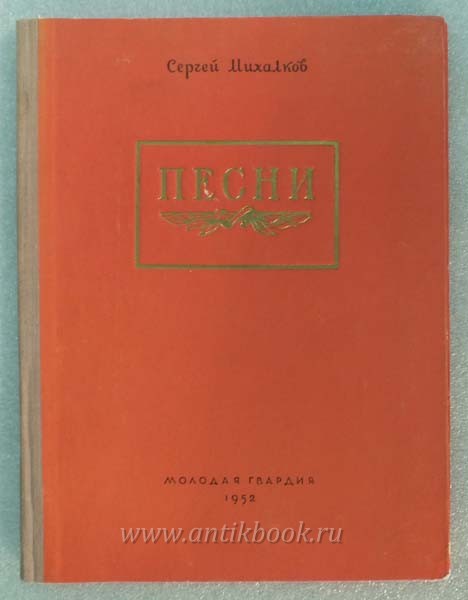 Сергей Михалков
ПЕСНИ
МОЛОДАЯ ГВАРДИЯ
1952
www.antikbook.ru